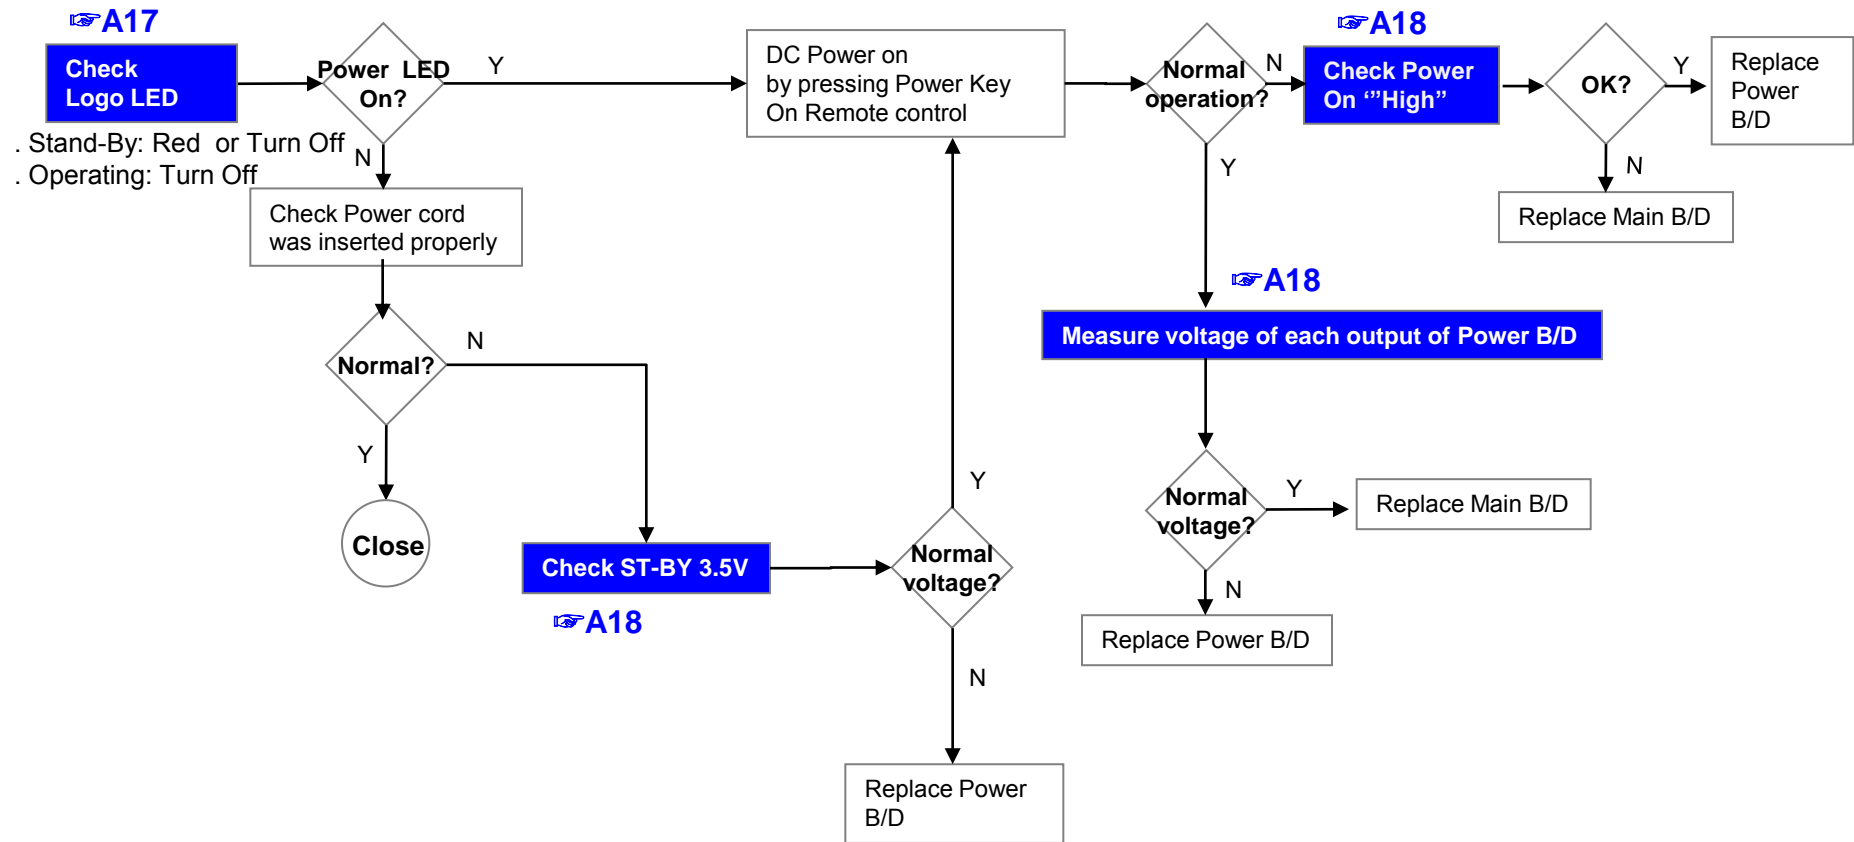 ☞A17
Check
Logo LED
. Stand-By: Red or Turn Off
. Operating: Turn Off
Power LED
On?
Y
N
Check Power cord
was inserted properly
Normal?
N
Y
Close
Check ST-BY 3.5V
☞A18
Normal
voltage?
Y
N
Replace Power
B/D
DC Power on
by pressing Power Key
On Remote control
Normal
operation?
N
Y
☞A18
Check Power
On ‘”High”
OK?
Y
N
Replace
Power
B/D
Replace Main B/D
☞A18
Measure voltage of each output of Power B/D
Normal
voltage?
Y
N
Replace Main B/D
Replace Power B/D